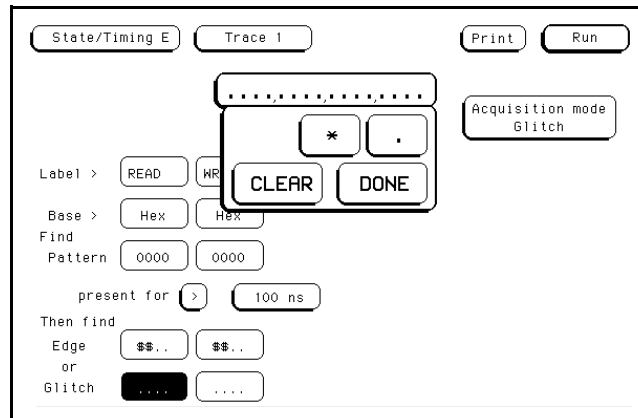 State/Timing E Trace 1 Print Run
....,....,....,....
Acquisition mode
Glitch
* .
Label > READ WR
CLEAR DONE
Base > Hex Hex
Find
Pattern 0000 0000
present for > 100 ns
Then find
Edge $$.. $$..
or
Glitch .... ....